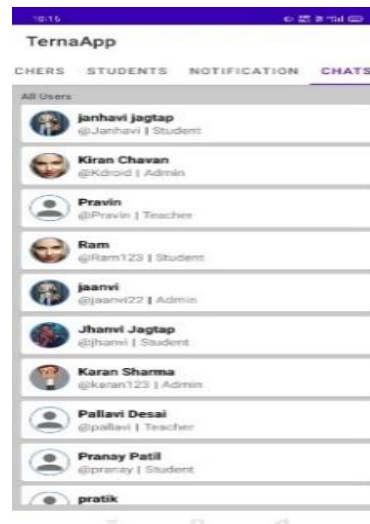 10:15
TernaApp
CHERS STUDENTS NOTIFICATION CHATS
All Users
janhavi jagtap
@Janhavi | Student
Kiran Chavan
@Kdroid | Admin
Pravin
@Pravin | Teacher
Ram
@Ram123 | Student
jaanvi
@jaanvi22 | Admin
Jhanvi Jagtap
@jhanvi | Student
Karan Sharma
@karan123 | Admin
Pallavi Desai
@pallavi | Teacher
Pranay Patil
@pranay | Student
pratik